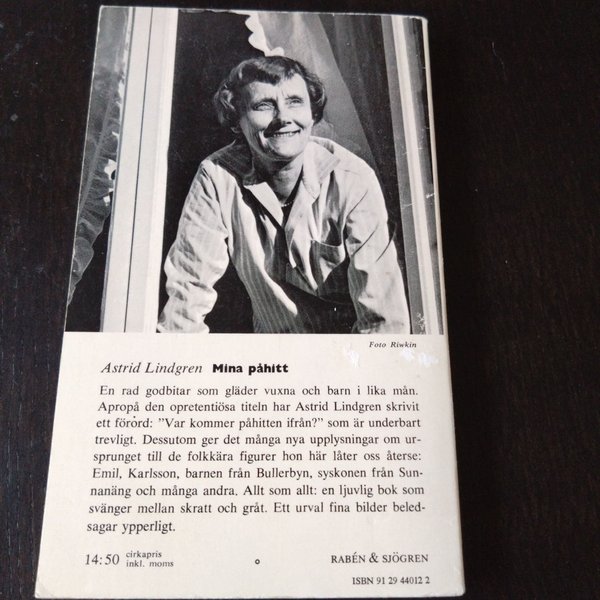 Foto Riwkin
Astrid Lindgren Mina påhitt
En rad godbitar som gläder vuxna och barn i lika mån.
Apropå den opretentiösa titeln har Astrid Lindgren skrivit
ett förord: "Var kommer påhitten ifrån?" som är underbart
trevligt. Dessutom ger det många nya upplysningar om ur-
sprunget till de folkkära figurer hon här låter oss återse:
Emil, Karlsson, barnen från Bullerbyn, syskonen från Sun-
nanäng och många andra. Allt som allt: en ljuvlig bok som
svänger mellan skratt och gråt. Ett urval fina bilder beled-
sagar ypperligt.
14:50 cirkapris
inkl. moms
RABÉN & SJÖGREN
ISBN 91 29 44012 2